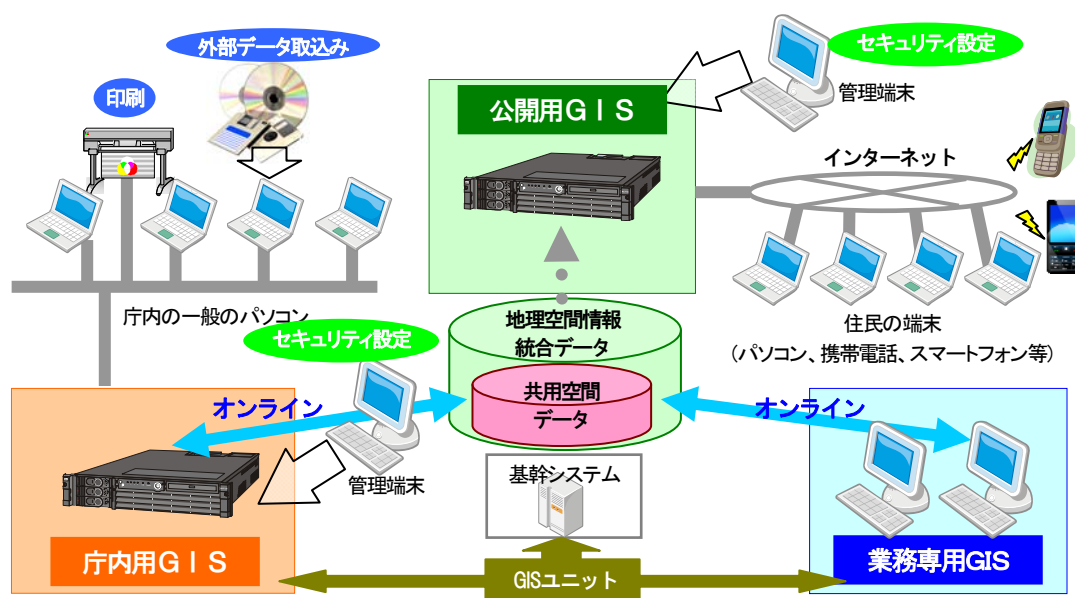 外部データ取込み
セキュリティ設定
印刷
公開用ＧＩＳ
管理端末
インターネット
庁内の一般のパソコン
地理空間情報
統合データ
住民の端末
（パソコン、携帯電話、スマートフォン等）
セキュリティ設定
共用空間
データ
オンライン
オンライン
管理端末
基幹システム
庁内用ＧＩＳ
業務専用GIS
GISユニット